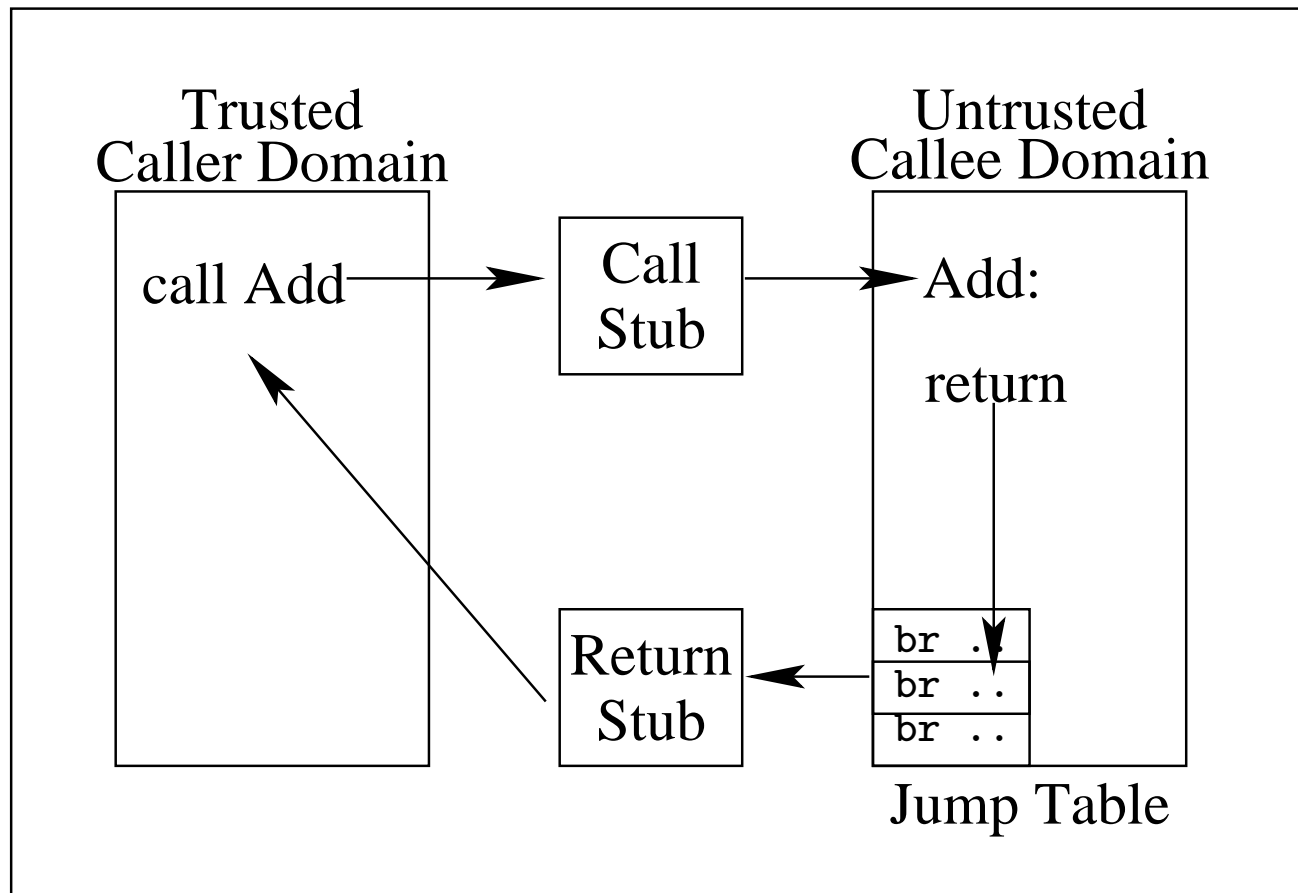 Trusted
Caller Domain
Untrusted
Callee Domain
call Add
Call
Stub
Add:
return
Return
Stub
br ..
br ..
br ..
Jump Table